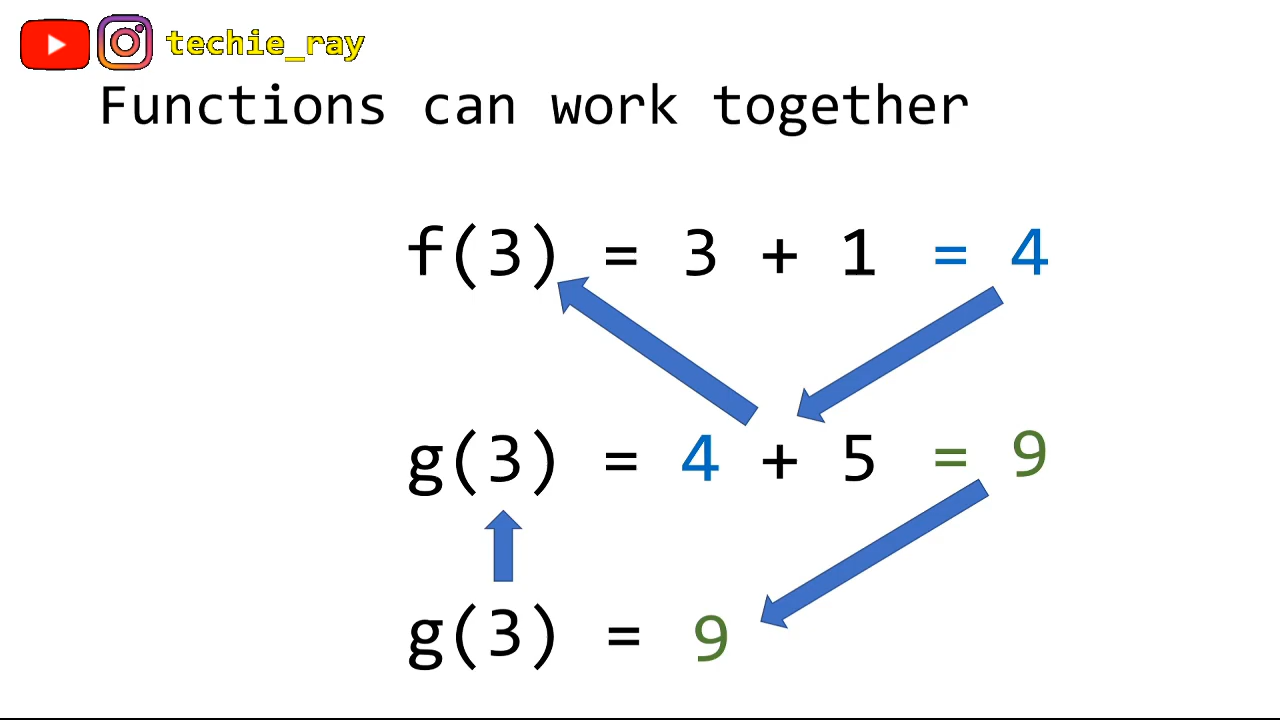 techie_ray
Functions can work together
f(3) = 3 + 1 = 4
g(3) = 4 + 5 = 9
g(3) = 9